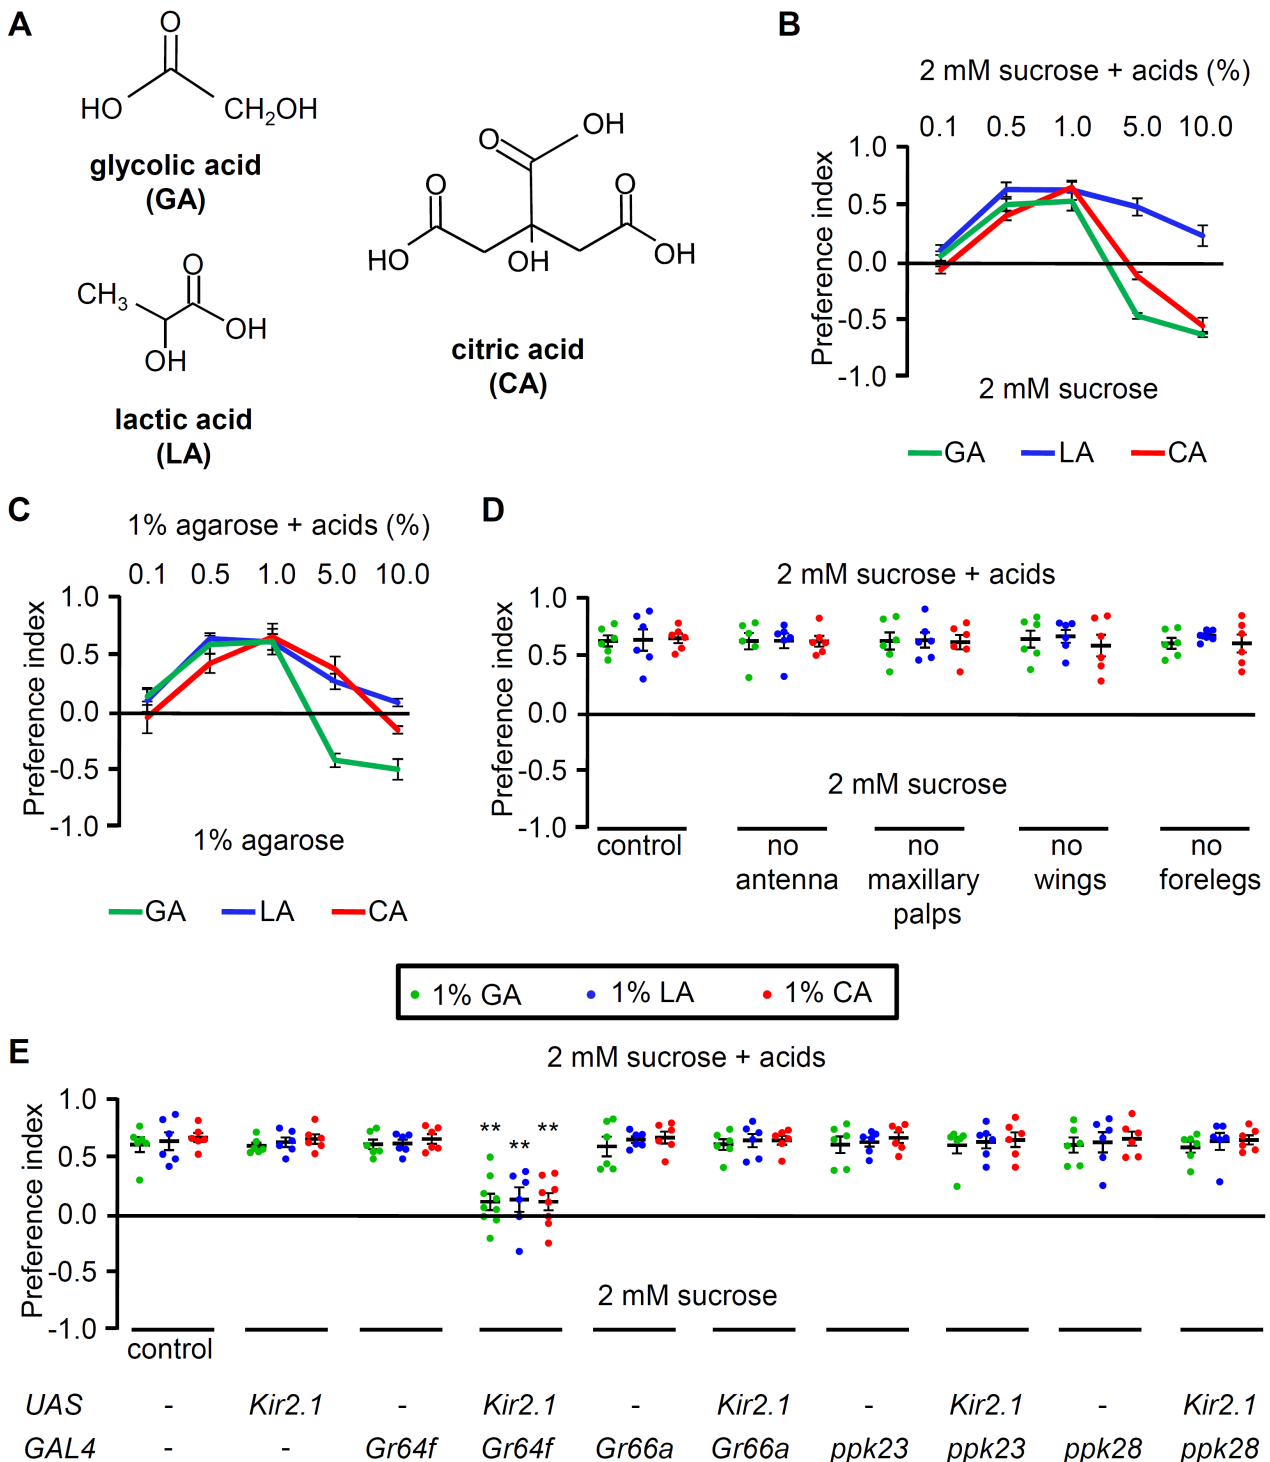 A
O
HO
CH2OH
glycolic acid
(GA)
O
CH3
OH
OH
lactic acid
(LA)
O
OH
O
HO
OH
O
OH
citric acid
(CA)
B
2 mM sucrose + acids (%)
0.1 0.5 1.0 5.0 10.0
Preference index
1.0
0.5
0.0
-0.5
-1.0
2 mM sucrose
GA LA CA
C
1% agarose + acids (%)
0.1 0.5 1.0 5.0 10.0
Preference index
1.0
0.5
0.0
-0.5
-1.0
1% agarose
GA LA CA
D
2 mM sucrose + acids
Preference index
1.0
0.5
0.0
-0.5
-1.0
2 mM sucrose
control no no no no
antenna maxillary wings forelegs
palps
1% GA 1% LA 1% CA
E
2 mM sucrose + acids
Preference index
1.0
0.5
0.0
-0.5
-1.0
** ** **
2 mM sucrose
control
UAS - Kir2.1 - Kir2.1 - Kir2.1 - Kir2.1 - Kir2.1
GAL4 - - Gr64f Gr64f Gr66a Gr66a ppk23 ppk23 ppk28 ppk28